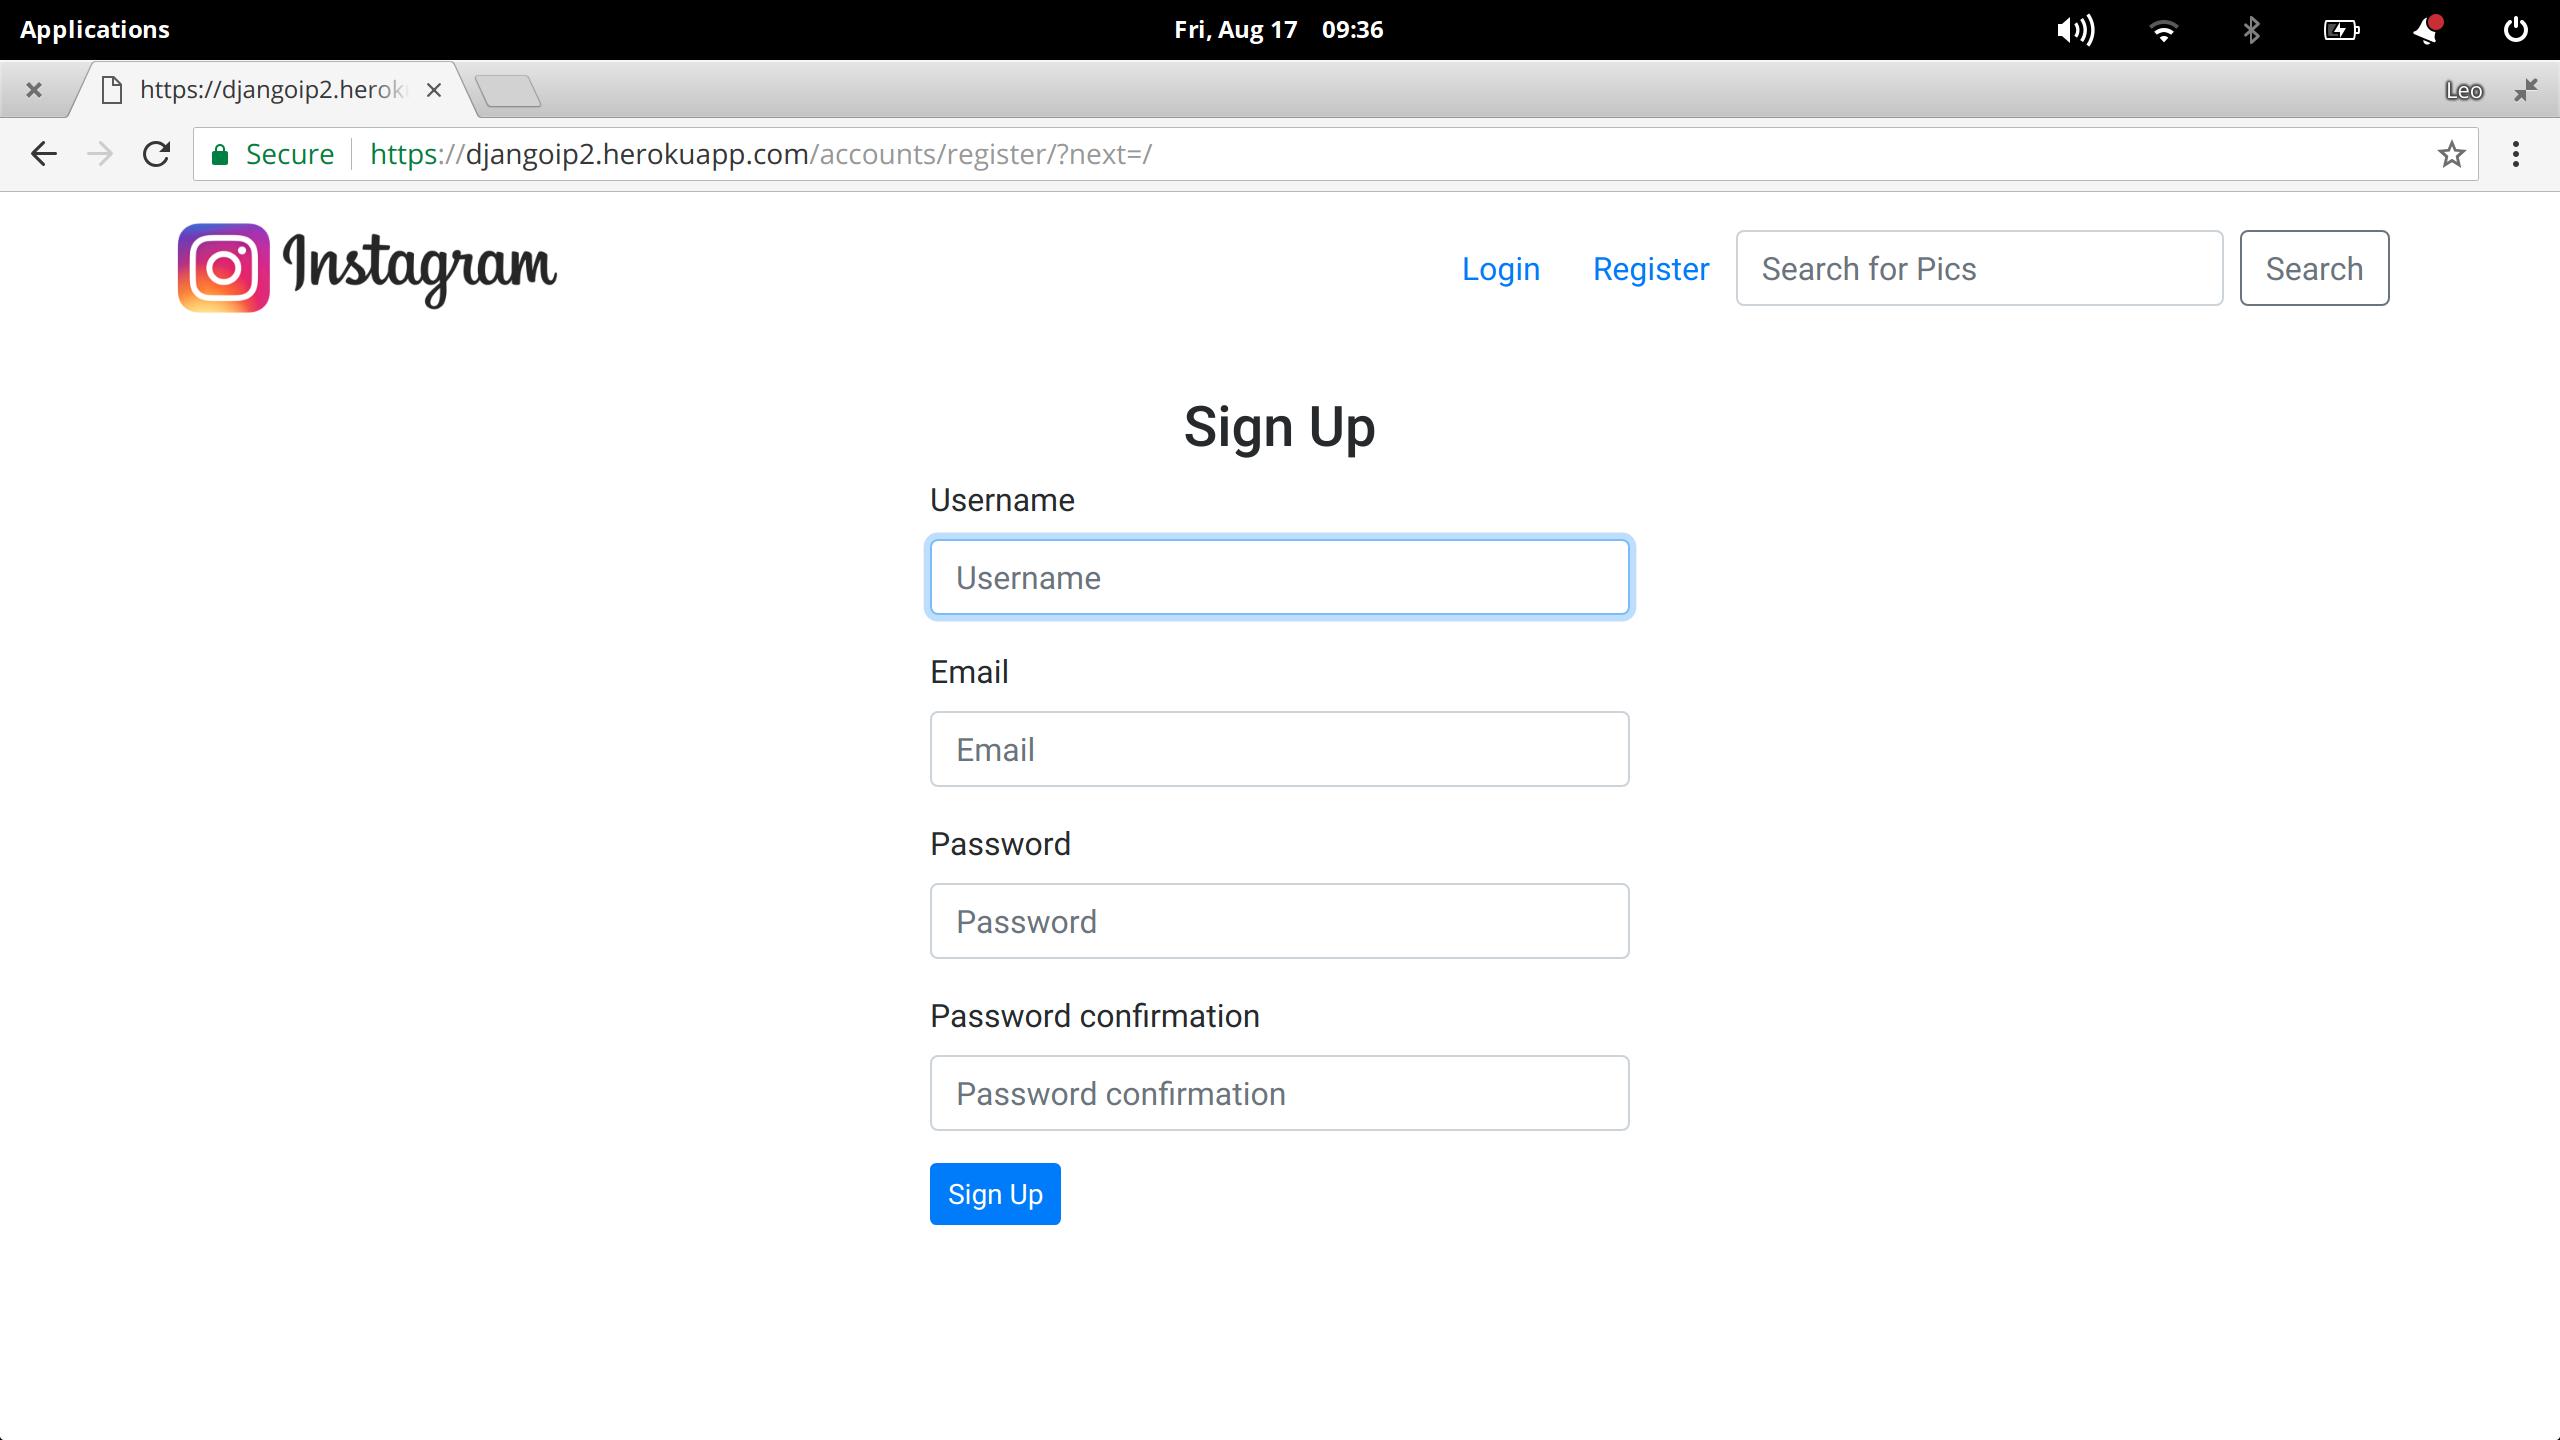 Applications
Fri, Aug 17 09:36
https://djangoip2.herok
Leo
Secure
https://djangoip2.herokuapp.com/accounts/register/?next=/
Instagram
Login
Register
Search for Pics
Search
Sign Up
Username
Username
Email
Email
Password
Password
Password confirmation
Password confirmation
Sign Up